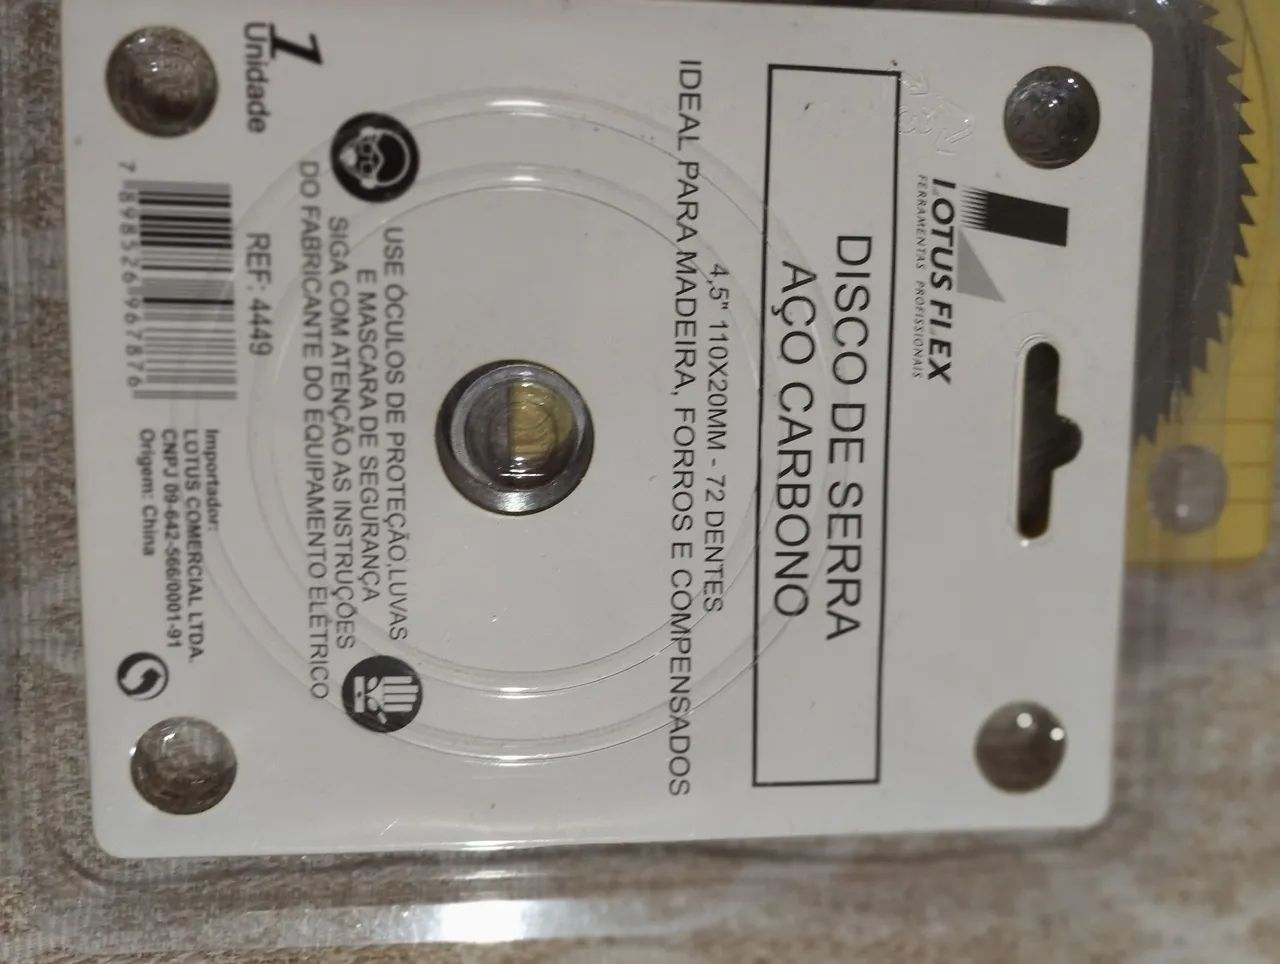 LOTUS FLEX
FERRAMENTAS PROFISSIONAIS
DISCO DE SERRA
AÇO CARBONO
4,5" 110X20MM - 72 DENTES
IDEAL PARA MADEIRA, FORROS E COMPENSADOS
USE ÓCULOS DE PROTEÇÃO,LUVAS
E MASCARA DE SEGURANÇA
SIGA COM ATENÇÃO AS INSTRUÇÕES
DO FABRICANTE DO EQUIPAMENTO ELÉTRICO
1
Unidade
REF: 4449
7 898526 967876
Importador:
LOTUS COMERCIAL LTDA.
CNPJ 09-642-566/0001-91
Origem: China